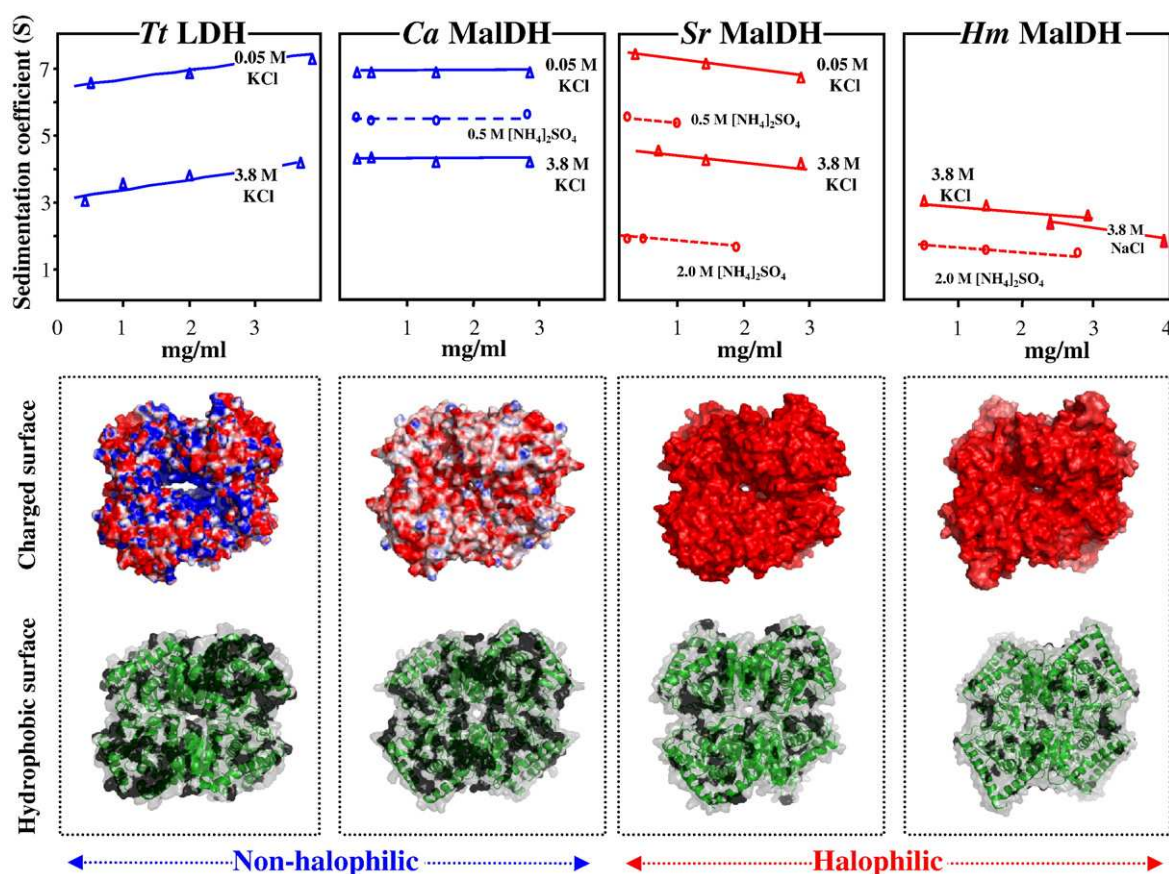 Tt LDH
Ca MalDH
Sr MalDH
Hm MalDH
Sedimentation coefficient (S)
7
5
3
1
0.05 M
KCl
3.8 M
KCl
0
1
2
3
mg/ml
0.05 M
KCl
0.5 M [NH4]2SO4
3.8 M
KCl
1
2
3
mg/ml
0.05 M
KCl
0.5 M [NH4]2SO4
3.8 M
KCl
2.0 M [NH4]2SO4
1
2
3
mg/ml
3.8 M
KCl
3.8 M
NaCl
2.0 M [NH4]2SO4
1
2
3
4
mg/ml
Charged surface
Hydrophobic surface
Non-halophilic
Halophilic